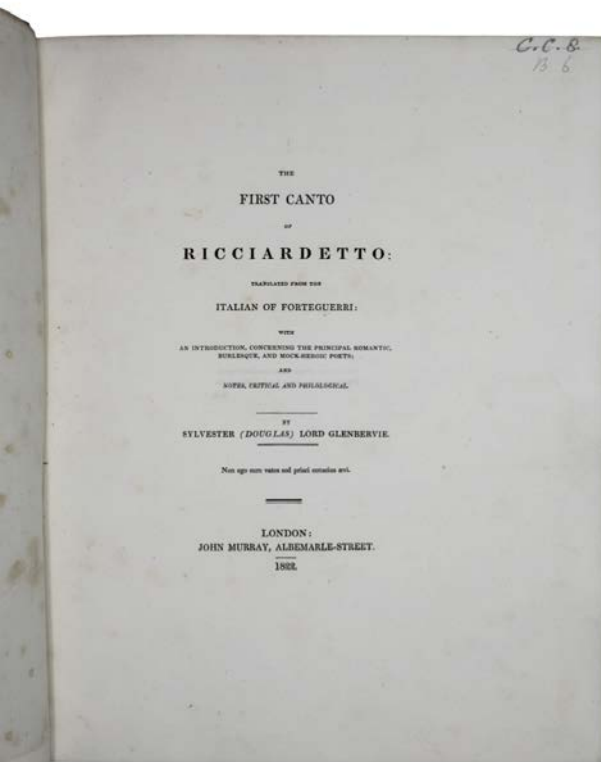 C. C. 8.
B 6
THE
FIRST CANTO
OF
RICCIARDETTO:
TRANSLATED FROM THE
ITALIAN OF FORTEGUERRI:
WITH
AN INTRODUCTION, CONCERNING THE PRINCIPAL ROMANTIC,
BURLESQUE, AND MOCK-HEROIC POETS;
AND
NOTES, CRITICAL AND PHILOLOGICAL.
BY
SYLVESTER (DOUGLAS) LORD GLENBERVIE.
Non ego sum vates sed prisci conscius ævi.
LONDON:
JOHN MURRAY, ALBEMARLE-STREET.
1822.